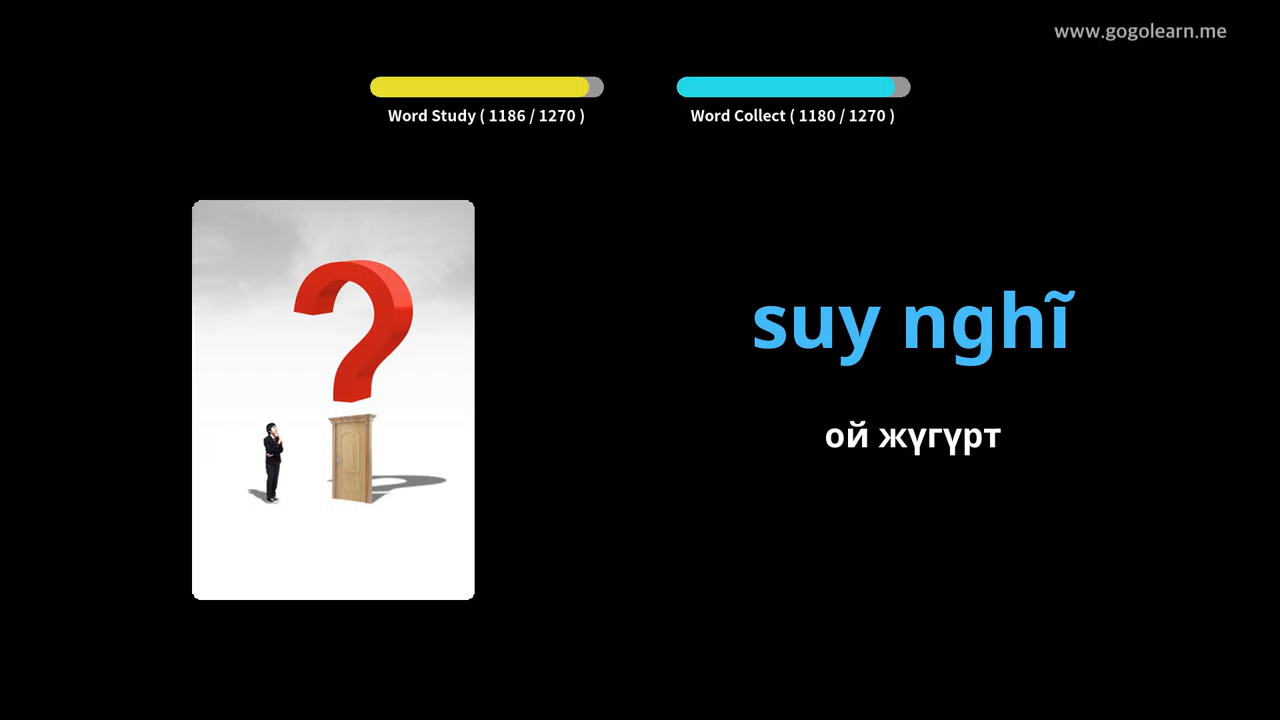 www.gogolearn.me
Word Study ( 1186 / 1270 )
Word Collect ( 1180 / 1270 )
suy nghĩ
ой жүгүрт